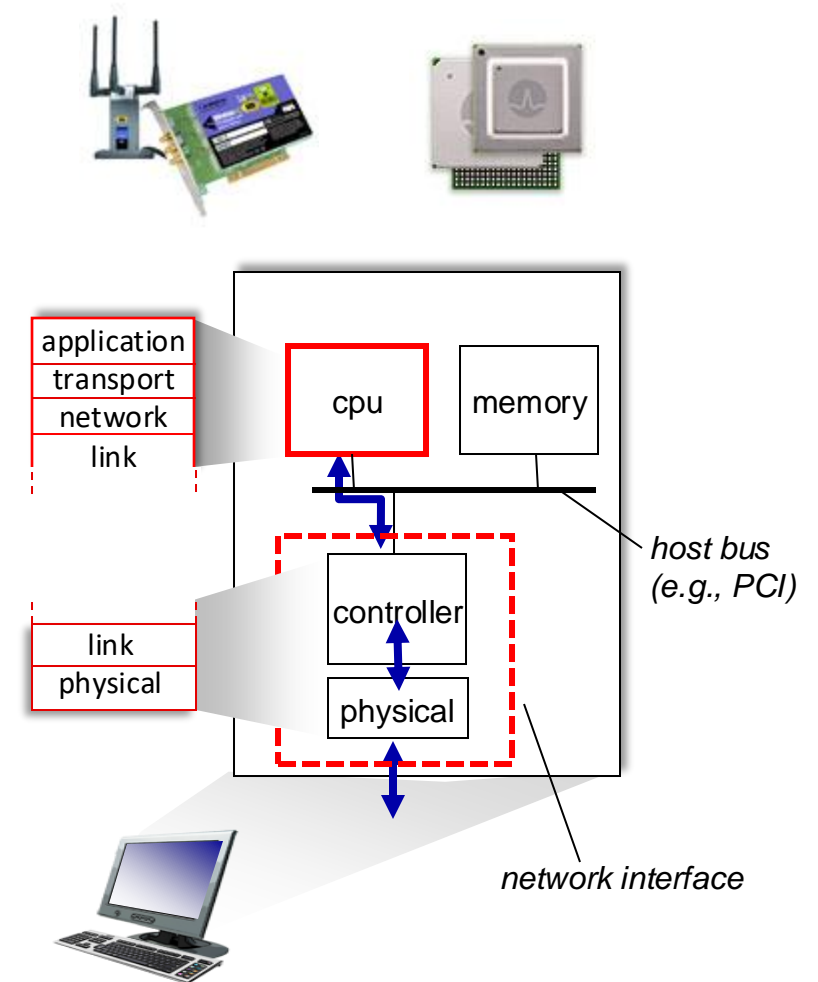 application
transport
network
link
cpu
memory
host bus
(e.g., PCI)
controller
link
physical
physical
network interface